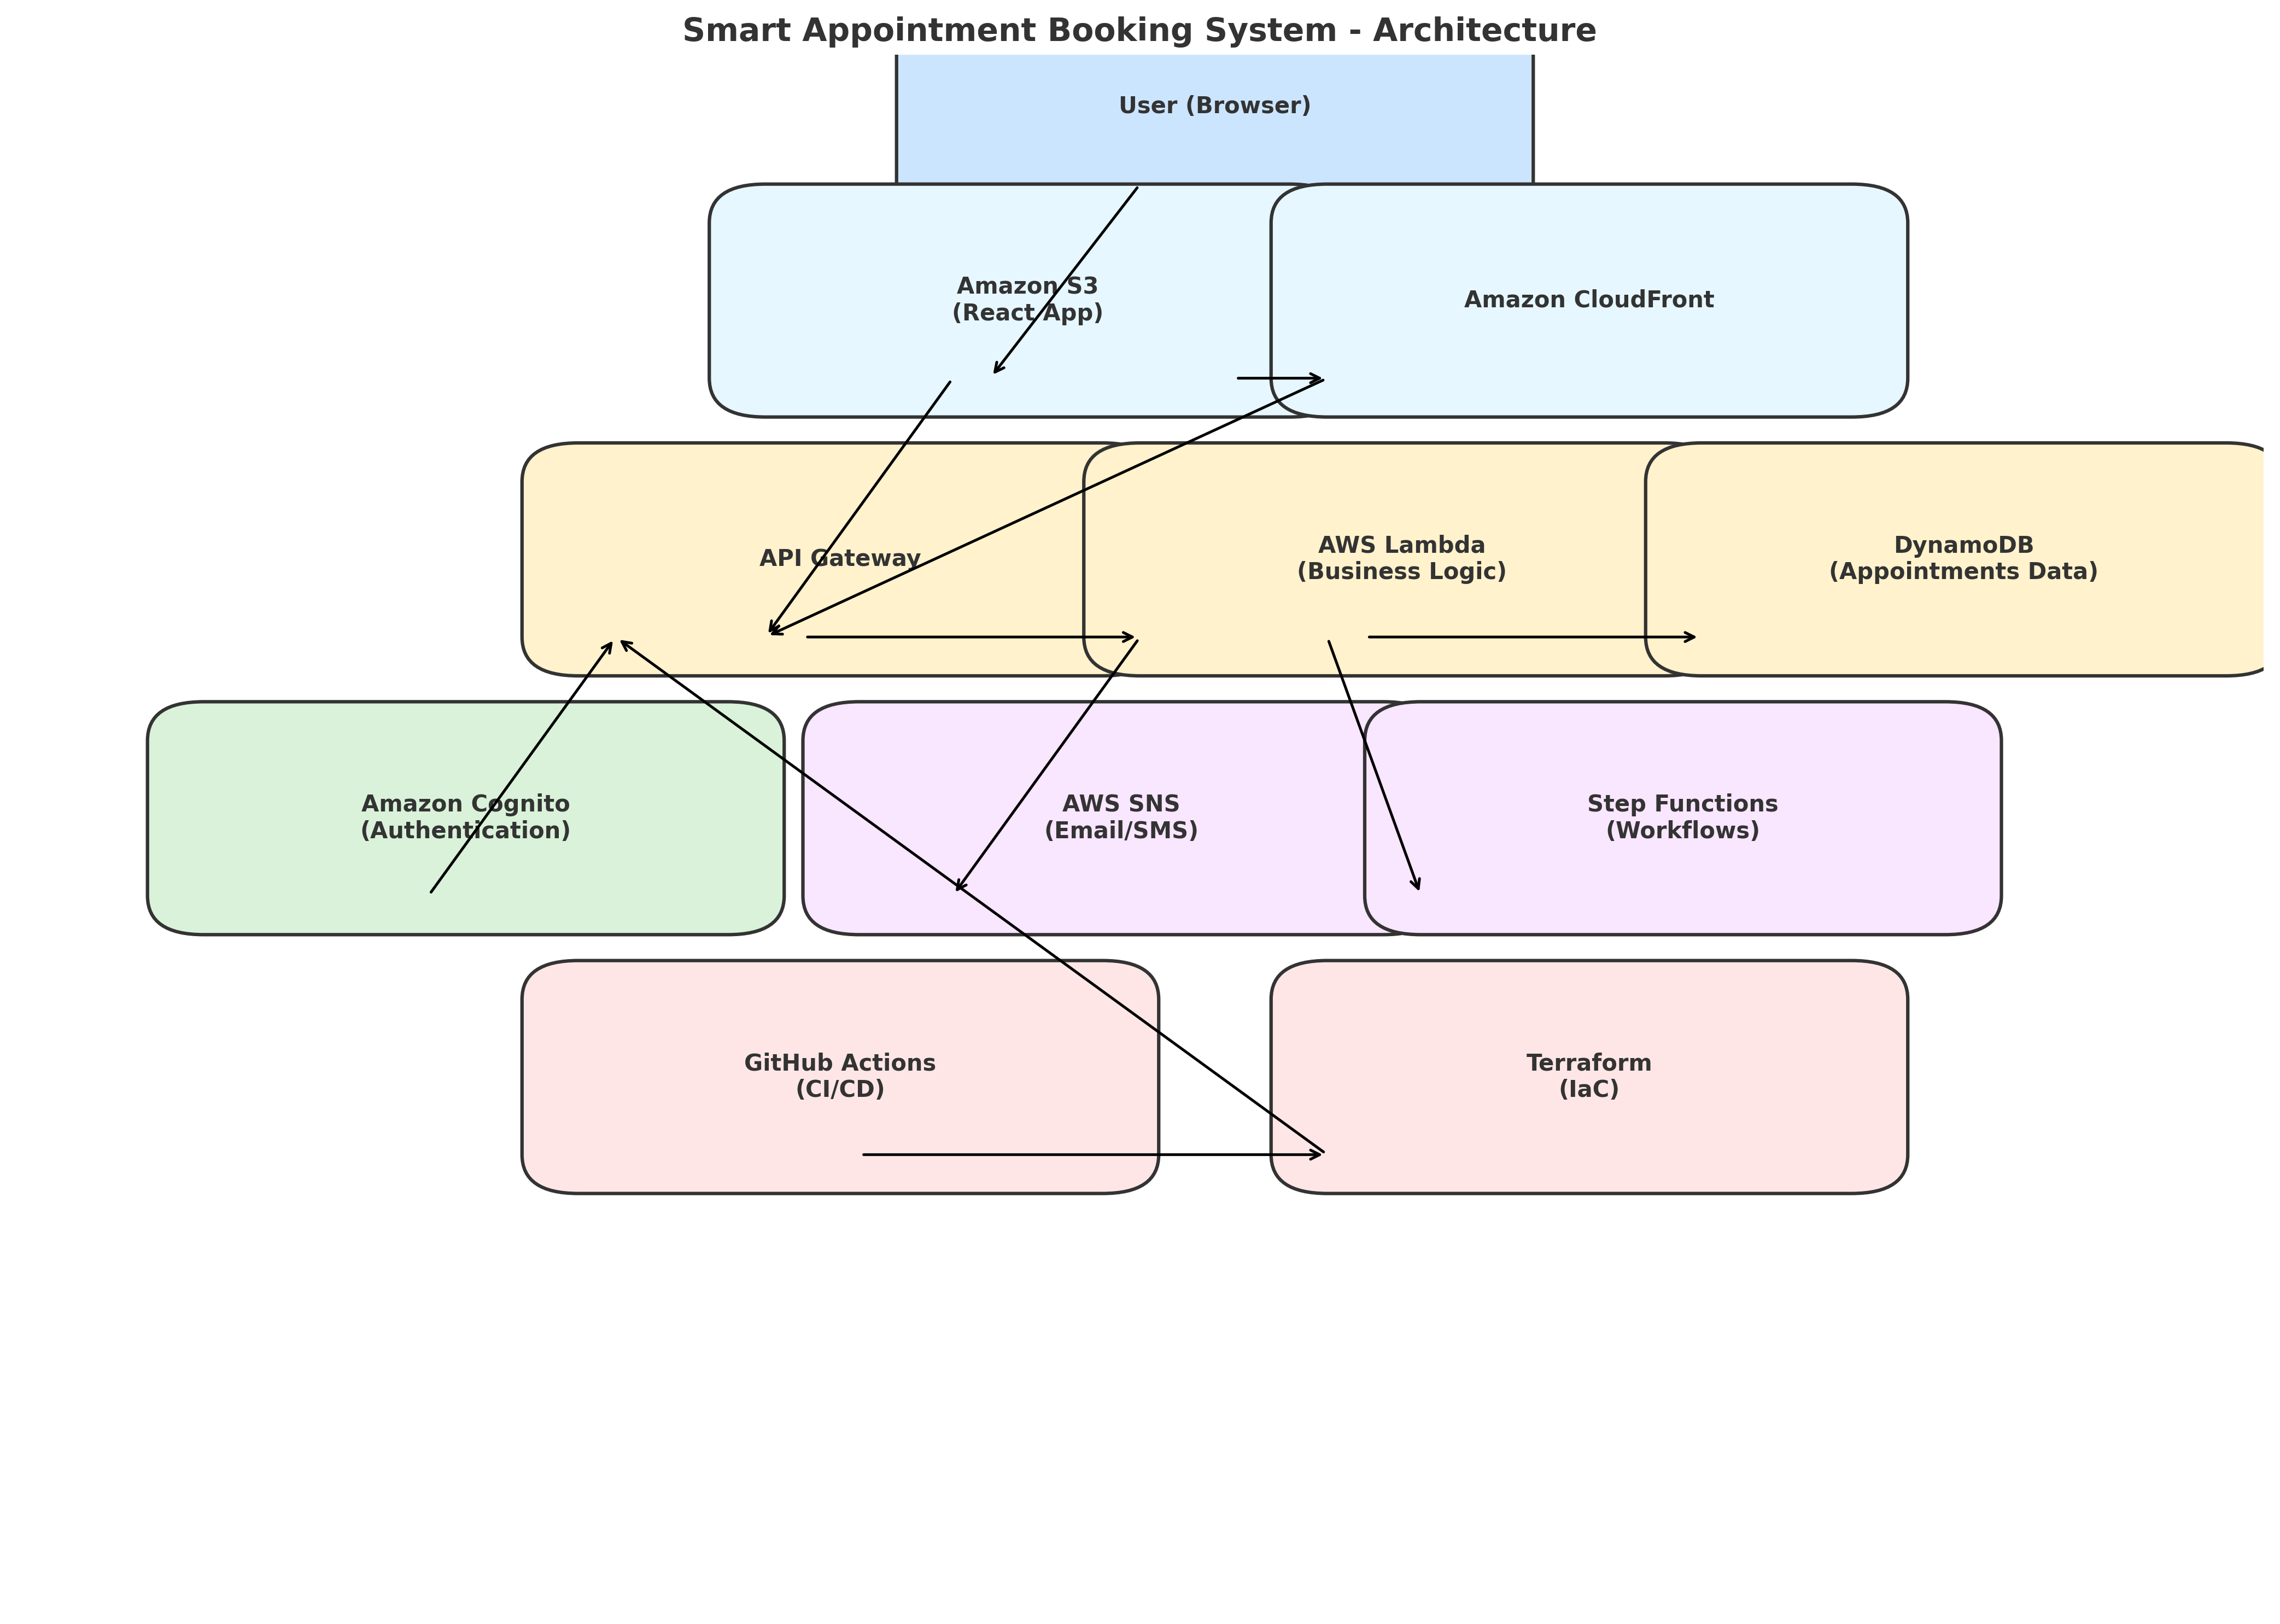 Smart Appointment Booking System - Architecture
User (Browser)
Amazon S3
(React App)
Amazon CloudFront
API Gateway
AWS Lambda
(Business Logic)
DynamoDB
(Appointments Data)
Amazon Cognito
(Authentication)
AWS SNS
(Email/SMS)
Step Functions
(Workflows)
GitHub Actions
(CI/CD)
Terraform
(IaC)